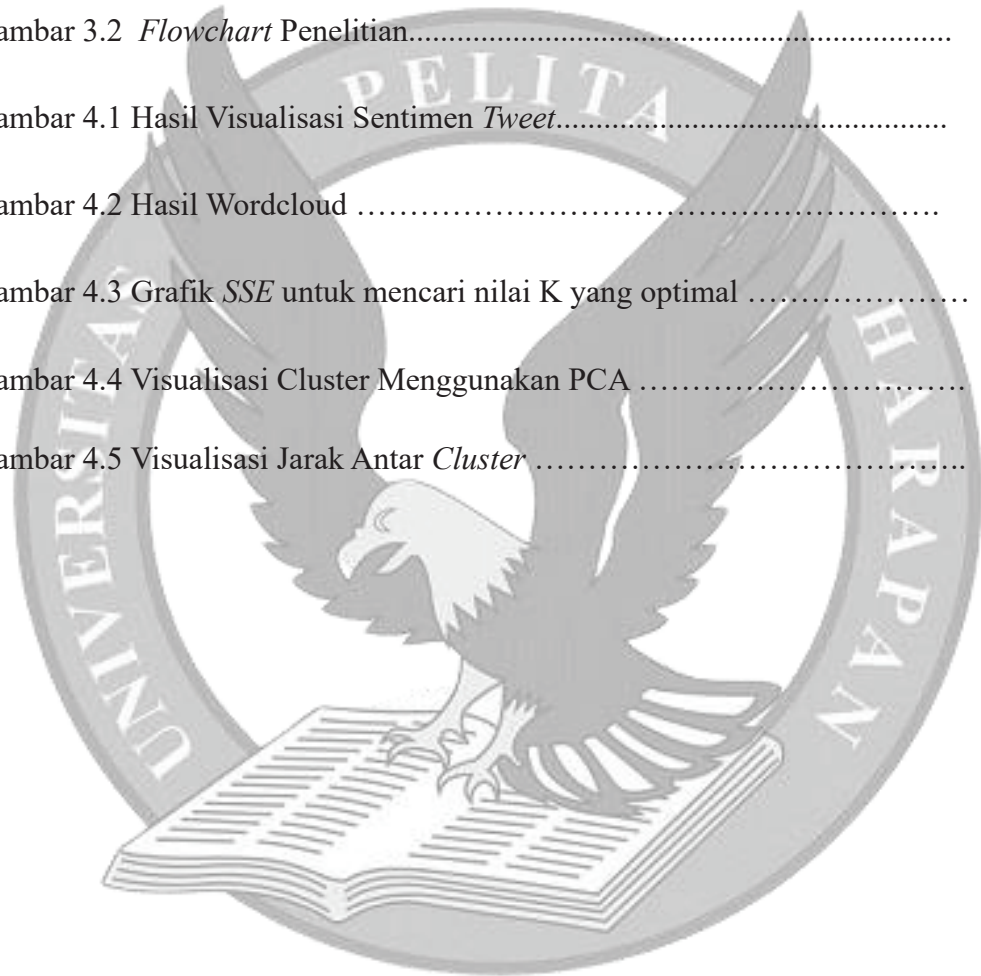 ambar 3.2 Flowchart Penelitian.................................................................
ambar 4.1 Hasil Visualisasi Sentimen Tweet...............................................
ambar 4.2 Hasil Wordcloud ……………………………………………….
ambar 4.3 Grafik SSE untuk mencari nilai K yang optimal …………………
ambar 4.4 Visualisasi Cluster Menggunakan PCA ………………………….
ambar 4.5 Visualisasi Jarak Antar Cluster …………………………………..
UNIVERSITAS PELITA HARAPAN